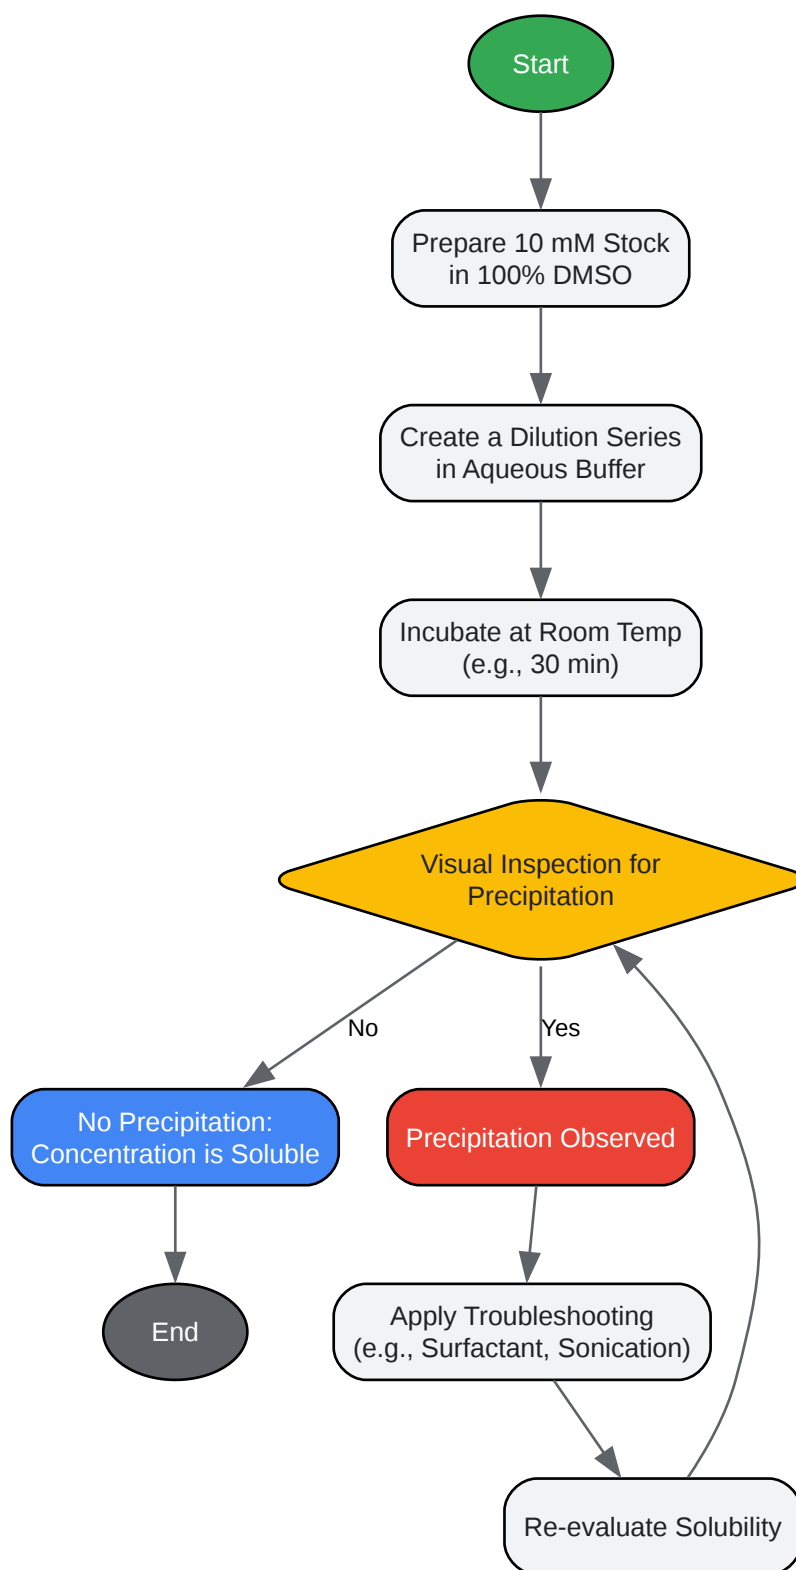 Start
Prepare 10 mM Stock
in 100% DMSO
Create a Dilution Series
in Aqueous Buffer
Incubate at Room Temp
(e.g., 30 min)
Visual Inspection for
Precipitation
No
Yes
No Precipitation:
Concentration is Soluble
Precipitation Observed
End
Apply Troubleshooting
(e.g., Surfactant, Sonication)
Re-evaluate Solubility